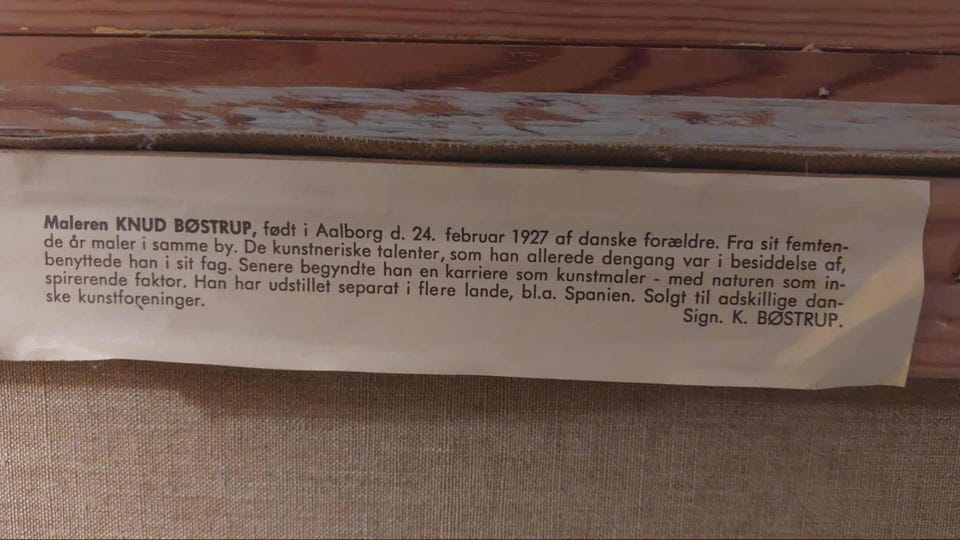 Maleren KNUD BØSTRUP, født i Aalborg d. 24. februar 1927 af danske forældre. Fra sit femten-
de år maler i samme by. De kunstneriske talenter, som han allerede dengang var i besiddelse af,
benyttede han i sit fag. Senere begyndte han en karriere som kunstmaler - med naturen som in-
spirerende faktor. Han har udstillet separat i flere lande, bl.a. Spanien. Solgt til adskillige dan-
ske kunstforeninger.
Sign. K. BØSTRUP.